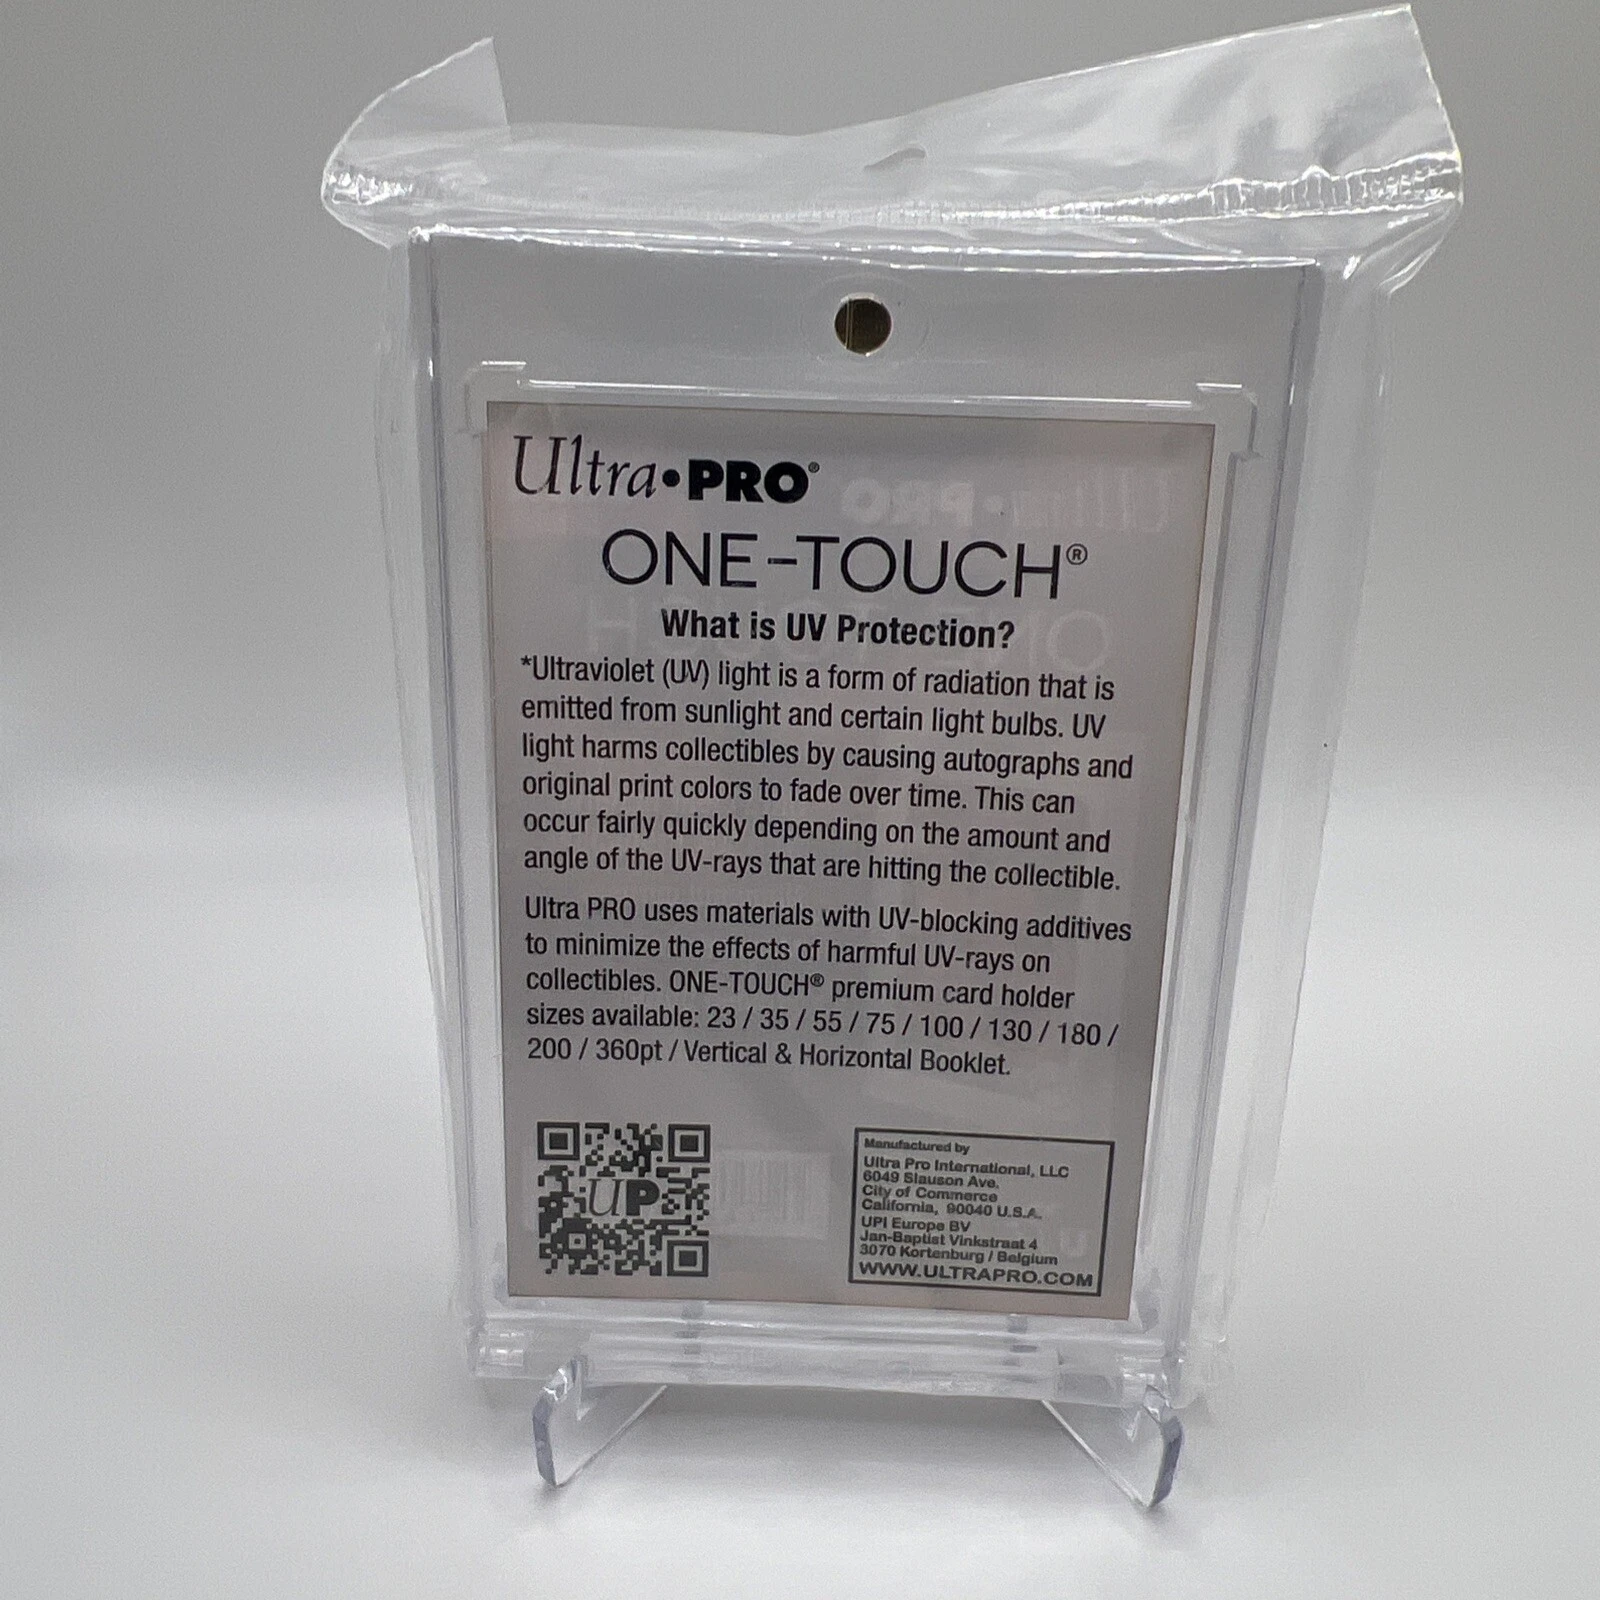 Ultra•PRO®
ONE-TOUCH®
What is UV Protection?
*Ultraviolet (UV) light is a form of radiation that is
emitted from sunlight and certain light bulbs. UV
light harms collectibles by causing autographs and
original print colors to fade over time. This can
occur fairly quickly depending on the amount and
angle of the UV-rays that are hitting the collectible.
Ultra PRO uses materials with UV-blocking additives
to minimize the effects of harmful UV-rays on
collectibles. ONE-TOUCH® premium card holder
sizes available: 23 / 35 / 55 / 75 / 100 / 130 / 180 /
200 / 360pt / Vertical & Horizontal Booklet.
UP
Manufactured by
Ultra Pro International, LLC
6049 Slauson Ave.
City of Commerce
California, 90040 U.S.A.
UPI Europe BV
Jan-Baptist Vinkstraat 4
3070 Kortenburg / Belgium
WWW.ULTRAPRO.COM